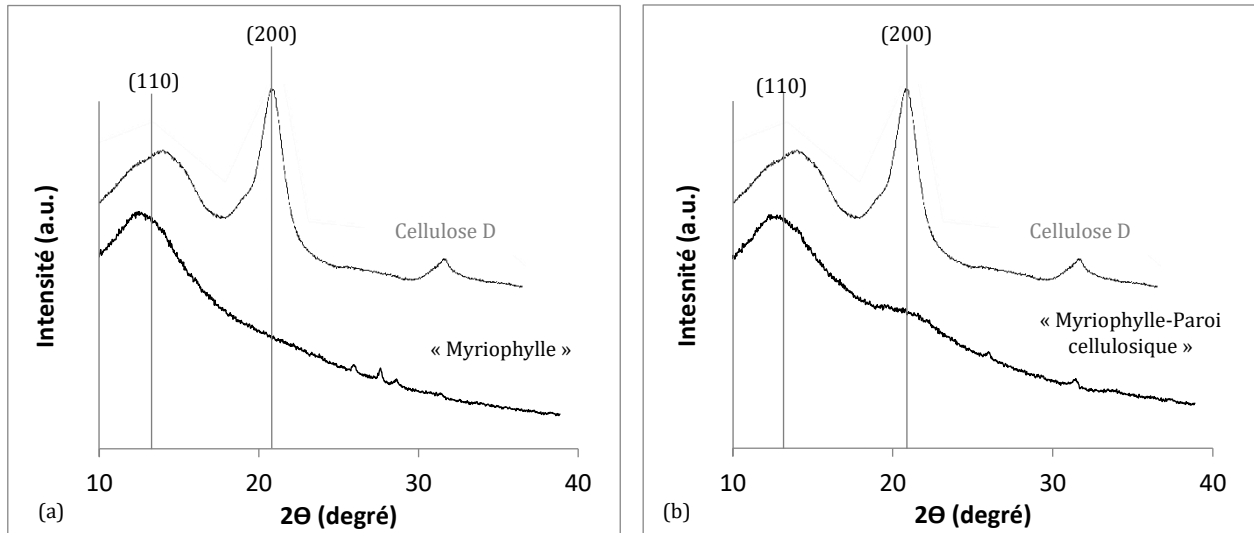 (200)
(110)
Intensité (a.u.)
Cellulose D
« Myriophylle »
10
20
30
40
(a)
2Θ (degré)
(200)
(110)
Intesnité (a.u.)
Cellulose D
« Myriophylle-Paroi
cellulosique »
10
20
30
40
(b)
2Θ (degré)